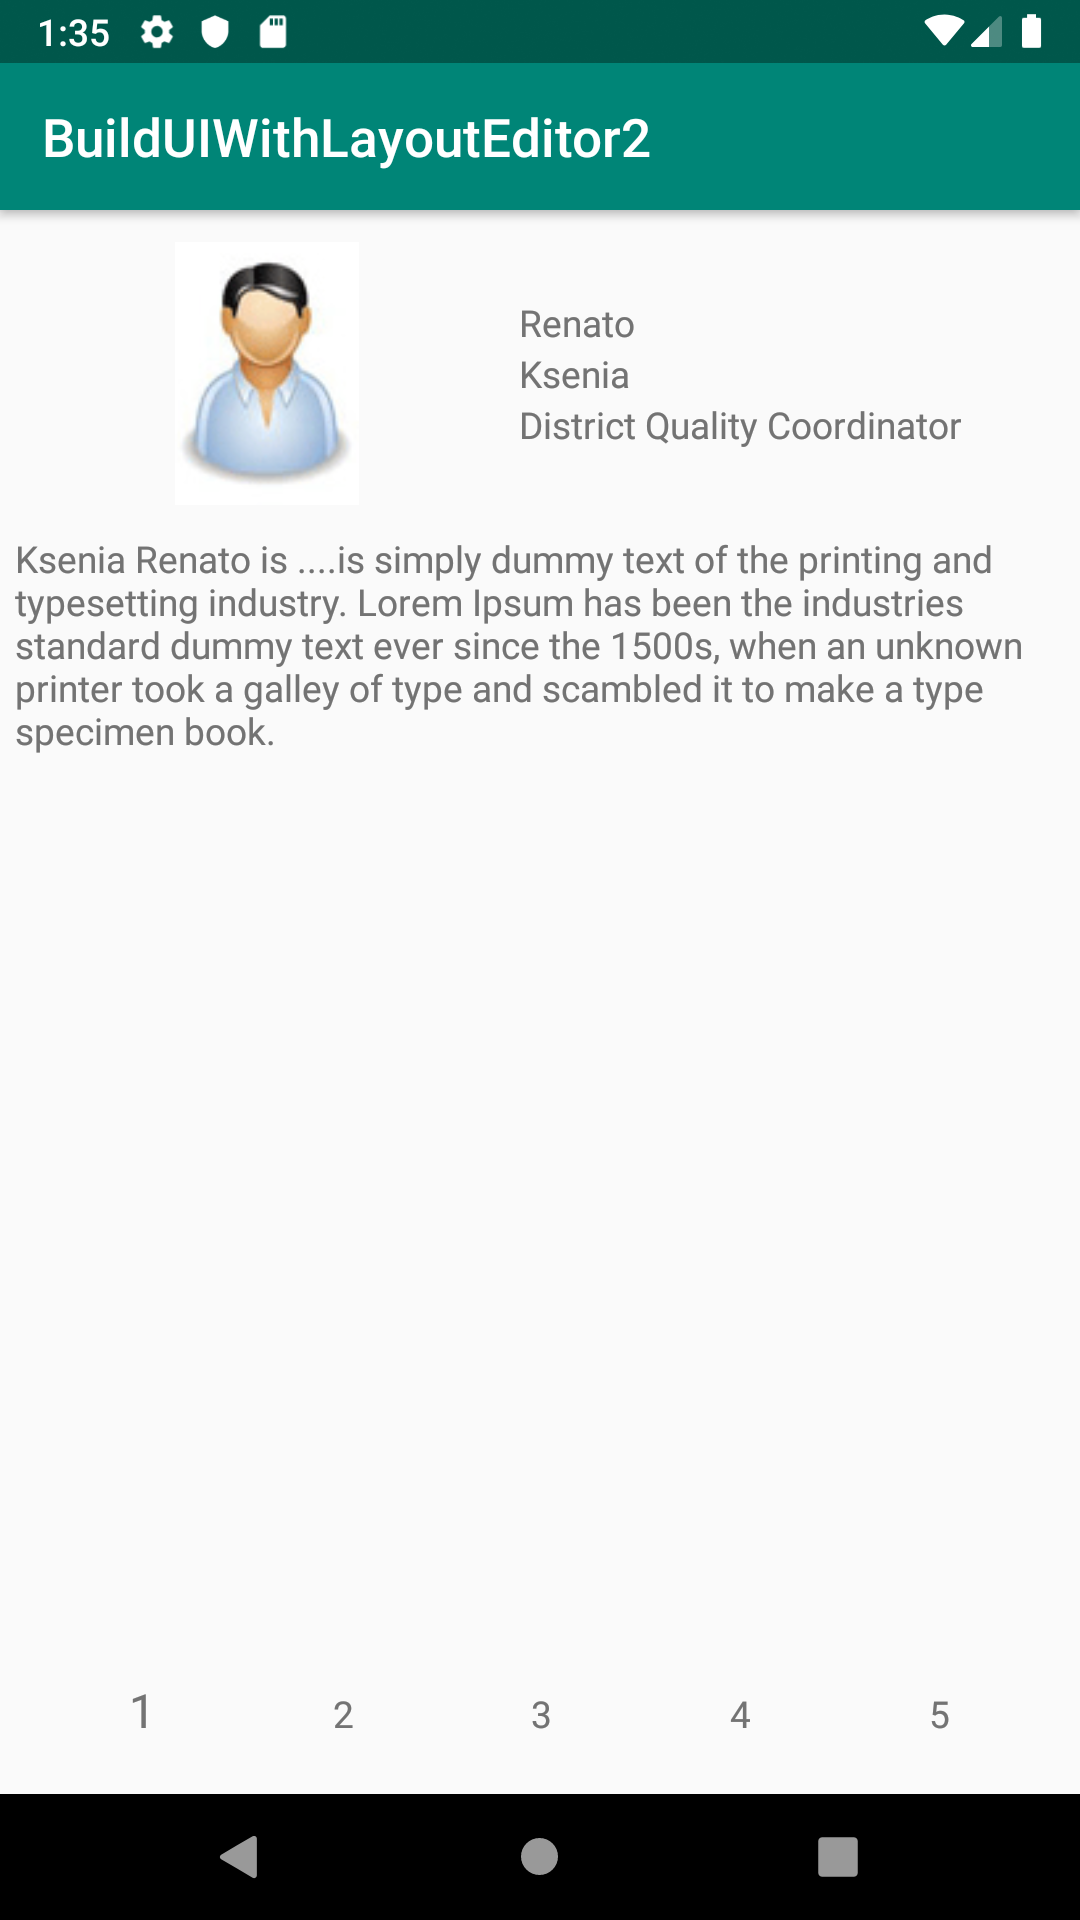 1:35
BuildUIWithLayoutEditor2
Renato
Ksenia
District Quality Coordinator
Ksenia Renato is ....is simply dummy text of the printing and
typesetting industry. Lorem Ipsum has been the industries
standard dummy text ever since the 1500s, when an unknown
printer took a galley of type and scambled it to make a type
specimen book.
1 2 3 4 5